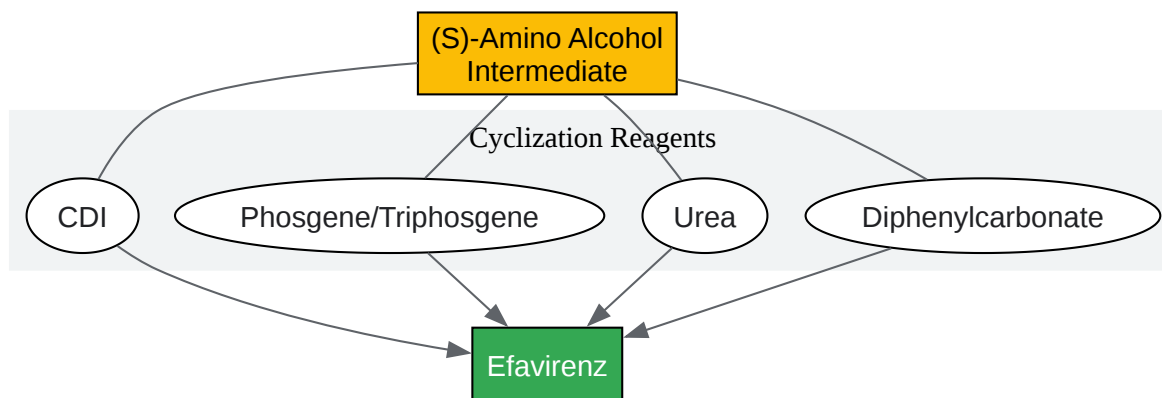 (S)-Amino Alcohol
Intermediate
Cyclization Reagents
CDI
Phosgene/Triphosgene
Urea
Diphenylcarbonate
Efavirenz